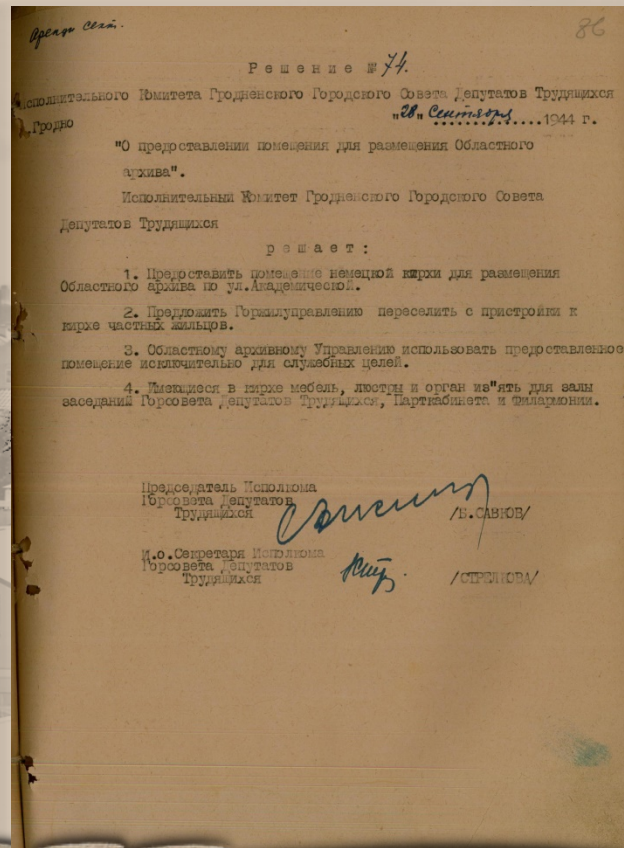 86
Решение № 74.
Исполнительного Комитета Гродненского Городского Совета Депутатов Трудящихся
г.Гродно "28" Сентября 1944 г.
"О предоставлении помещения для размещения Областного
архива".
Исполнительный Комитет Гродненского Городского Совета
Депутатов Трудящихся
решает:
1. Предоставить помещение немецкой кирхи для размещения
Областного архива по ул.Академической.
2. Предложить Горжилуправлению переселить с пристройки к
кирхе частных жильцов.
3. Областному архивному Управлению использовать предоставленное
помещение исключительно для служебных целей.
4. Имеющиеся в кирхе мебель, люстры и орган из"ять для залы
заседаний Горсовета Депутатов Трудящихся, Парткабинета и Филармонии.
Председатель Исполкома
Горсовета Депутатов
Трудящихся /Б.САВКОВ/
И.о.Секретаря Исполкома
Горсовета Депутатов
Трудящихся /СТРЕЛКОВА/